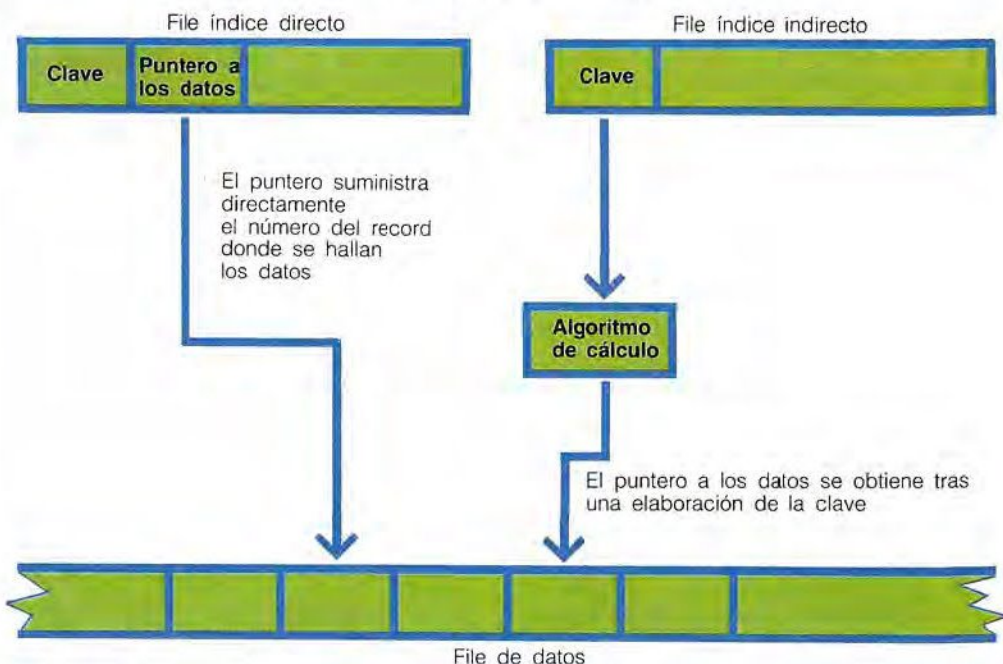 File índice directo
Clave
Puntero a
los datos
El puntero suministra
directamente
el número del record
donde se hallan
los datos
File índice indirecto
Clave
Algoritmo
de cálculo
El puntero a los datos se obtiene tras
una elaboración de la clave
File de datos